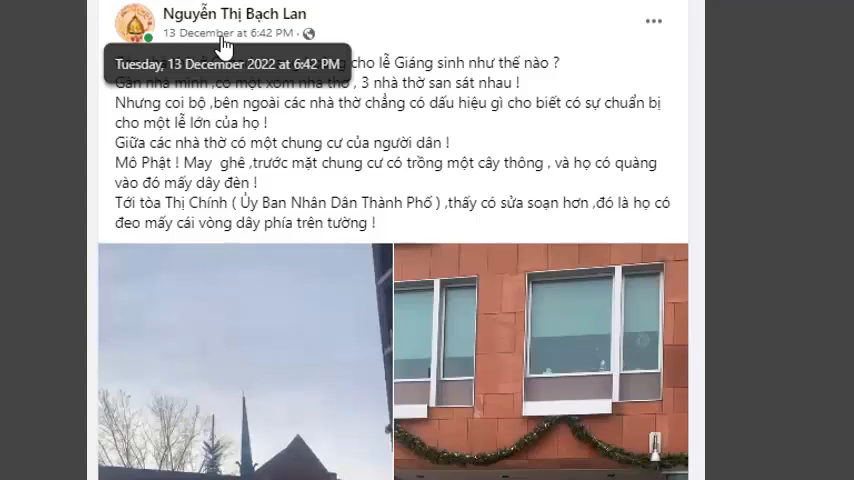 Nguyễn Thị Bạch Lan
13 December at 6:42 PM ·
Tuesday, 13 December 2022 at 6:42 PM
cho lễ Giáng sinh như thế nào ?
Gần nhà mình ,có một xóm nhà thờ , 3 nhà thờ san sát nhau !
Nhưng coi bộ ,bên ngoài các nhà thờ chẳng có dấu hiệu gì cho biết có sự chuẩn bị
cho một lễ lớn của họ !
Giữa các nhà thờ có một chung cư của người dân !
Mô Phật ! May ghê ,trước mặt chung cư có trồng một cây thông , và họ có quàng
vào đó mấy dây đèn !
Tới tòa Thị Chính ( Ủy Ban Nhân Dân Thành Phố ) ,thấy có sửa soạn hơn ,đó là họ có
đeo mấy cái vòng dây phía trên tường !